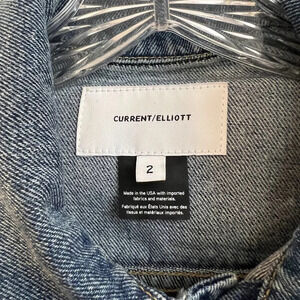 CURRENT/ELLIOTT
2
Made in the USA with imported
fabrics and materials.
Fabriqué aux États Unis avec des
tissus et matériaux importés.